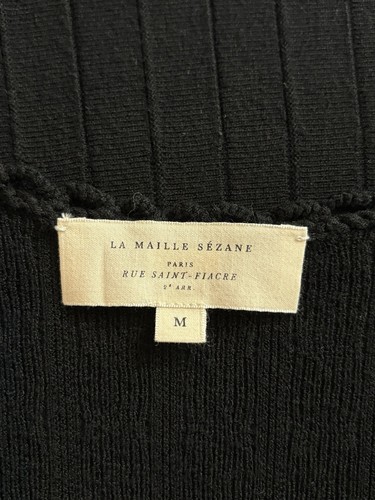 LA MAILLE SÉZANE
PARIS
RUE SAINT-FIACRE
2e ARR.
M